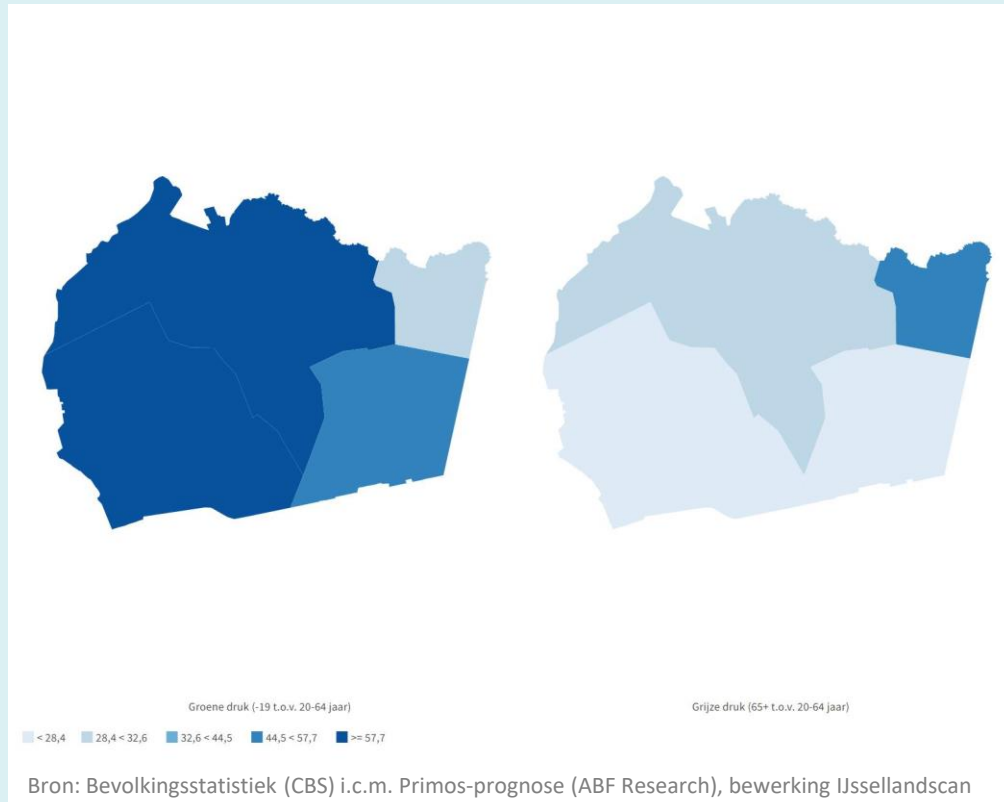 Groene druk (-19 t.o.v. 20-64 jaar) Grijze druk (65+ t.o.v. 20-64 jaar)
< 28,4 28,4 < 32,6 32,6 < 44,5 44,5 < 57,7 >= 57,7
Bron: Bevolkingsstatistiek (CBS) i.c.m. Primos-prognose (ABF Research), bewerking IJssellandscan